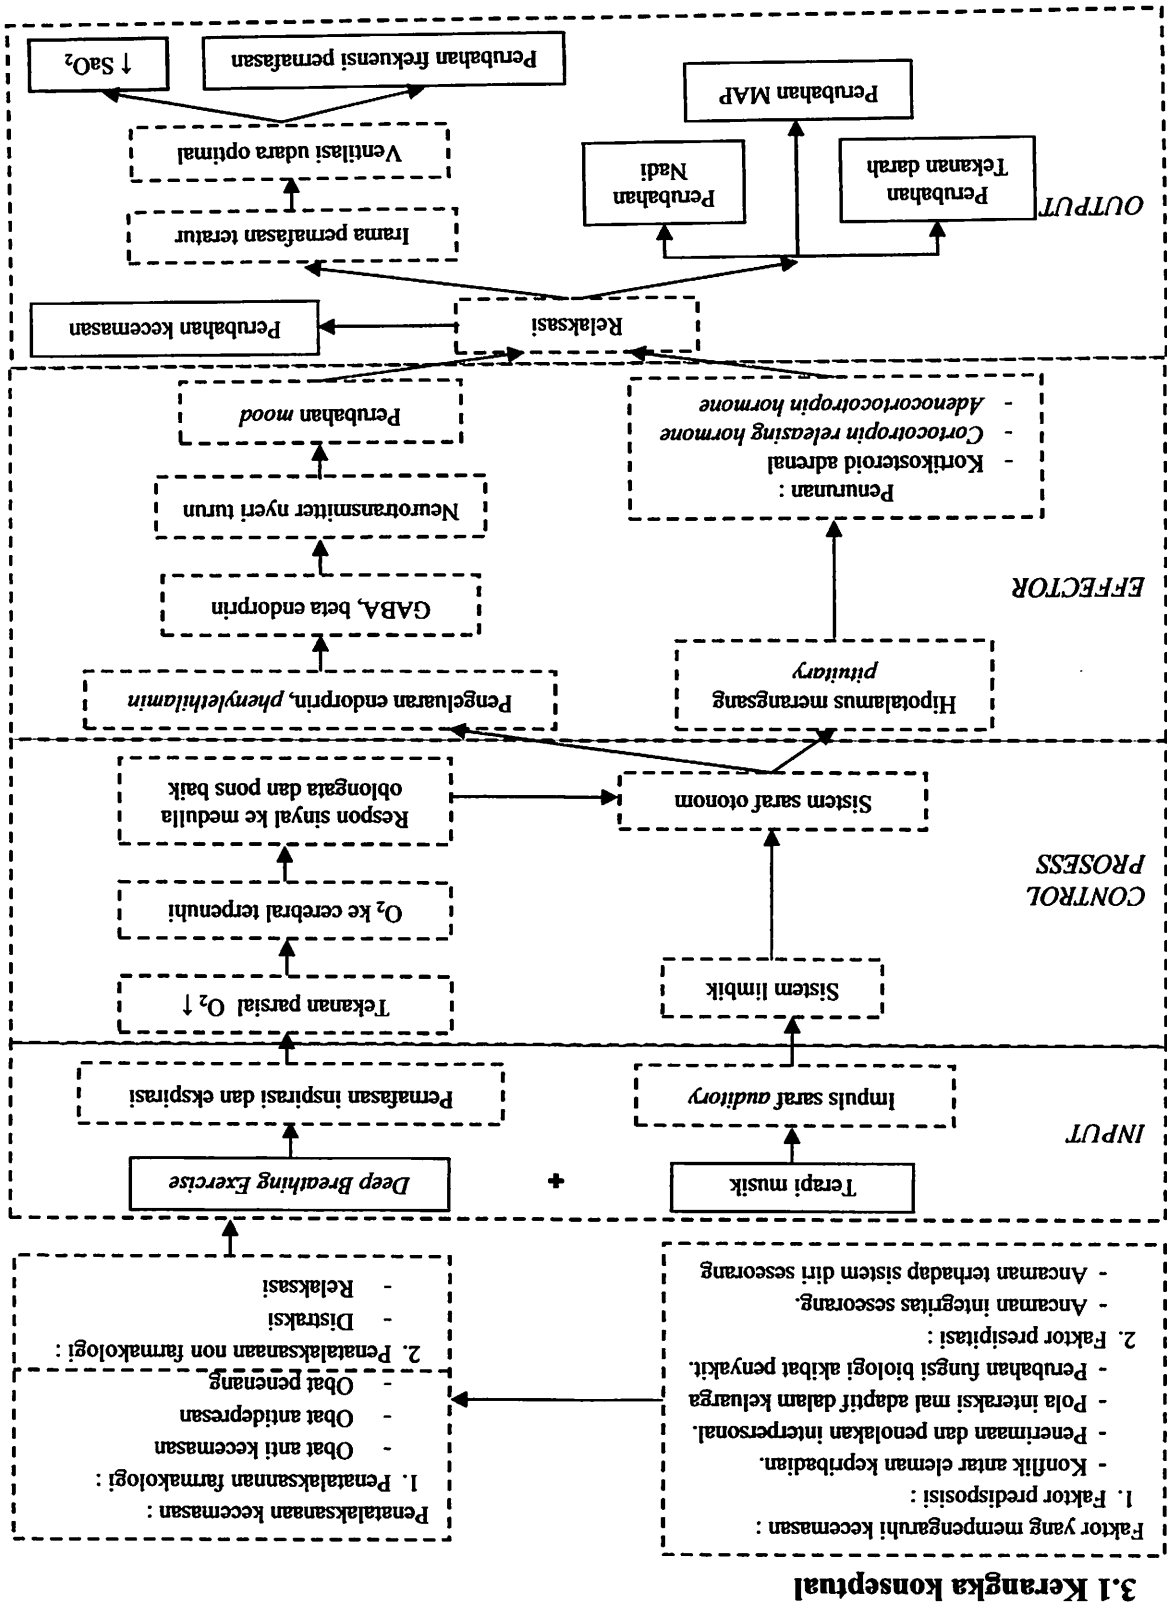 3.1 Kerangka konseptual
Faktor yang mempengaruhi kecemasan :
1. Faktor predisposisi :
- Konflik antar eleman kepribadian.
- Penerimaan dan penolakan interpersonal.
- Pola interaksi mal adaptif dalam keluarga
- Perubahan fungsi biologi akibat penyakit.
2. Faktor presipitasi :
- Ancaman integritas seseorang.
- Ancaman terhadap sistem diri seseorang
Penatalaksanaan kecemasan :
1. Penatalaksannan farmakologi :
- Obat anti kecemasan
- Obat antidepresan
- Obat penenang
2. Penatalaksanaan non farmakologi :
- Distraksi
- Relaksasi
INPUT
Terapi musik
+
Deep Breathing Exercise
Impuls saraf auditory
Pernafasan inspirasi dan ekspirasi
CONTROL
PROSESS
Sistem limbik
Tekanan parsial O₂ ↑
O₂ ke cerebral terpenuhi
Sistem saraf otonom
Respon sinyal ke medulla
oblongata dan pons baik
EFFECTOR
Hipotalamus merangsang
pituitary
Pengeluaran endorprin, phenylethilamin
GABA, beta endorprin
Neurotransmitter nyeri turun
Penurunan :
- Kortikosteroid adrenal
- Cortocotropin releasing hormone
- Adenocortocotropin hormone
Perubahan mood
OUTPUT
Relaksasi
Perubahan kecemasan
Irama pernafasan teratur
Perubahan
Tekanan darah
Perubahan
Nadi
Ventilasi udara optimal
Perubahan MAP
Perubahan frekuensi pernafasan
↑ SaO₂